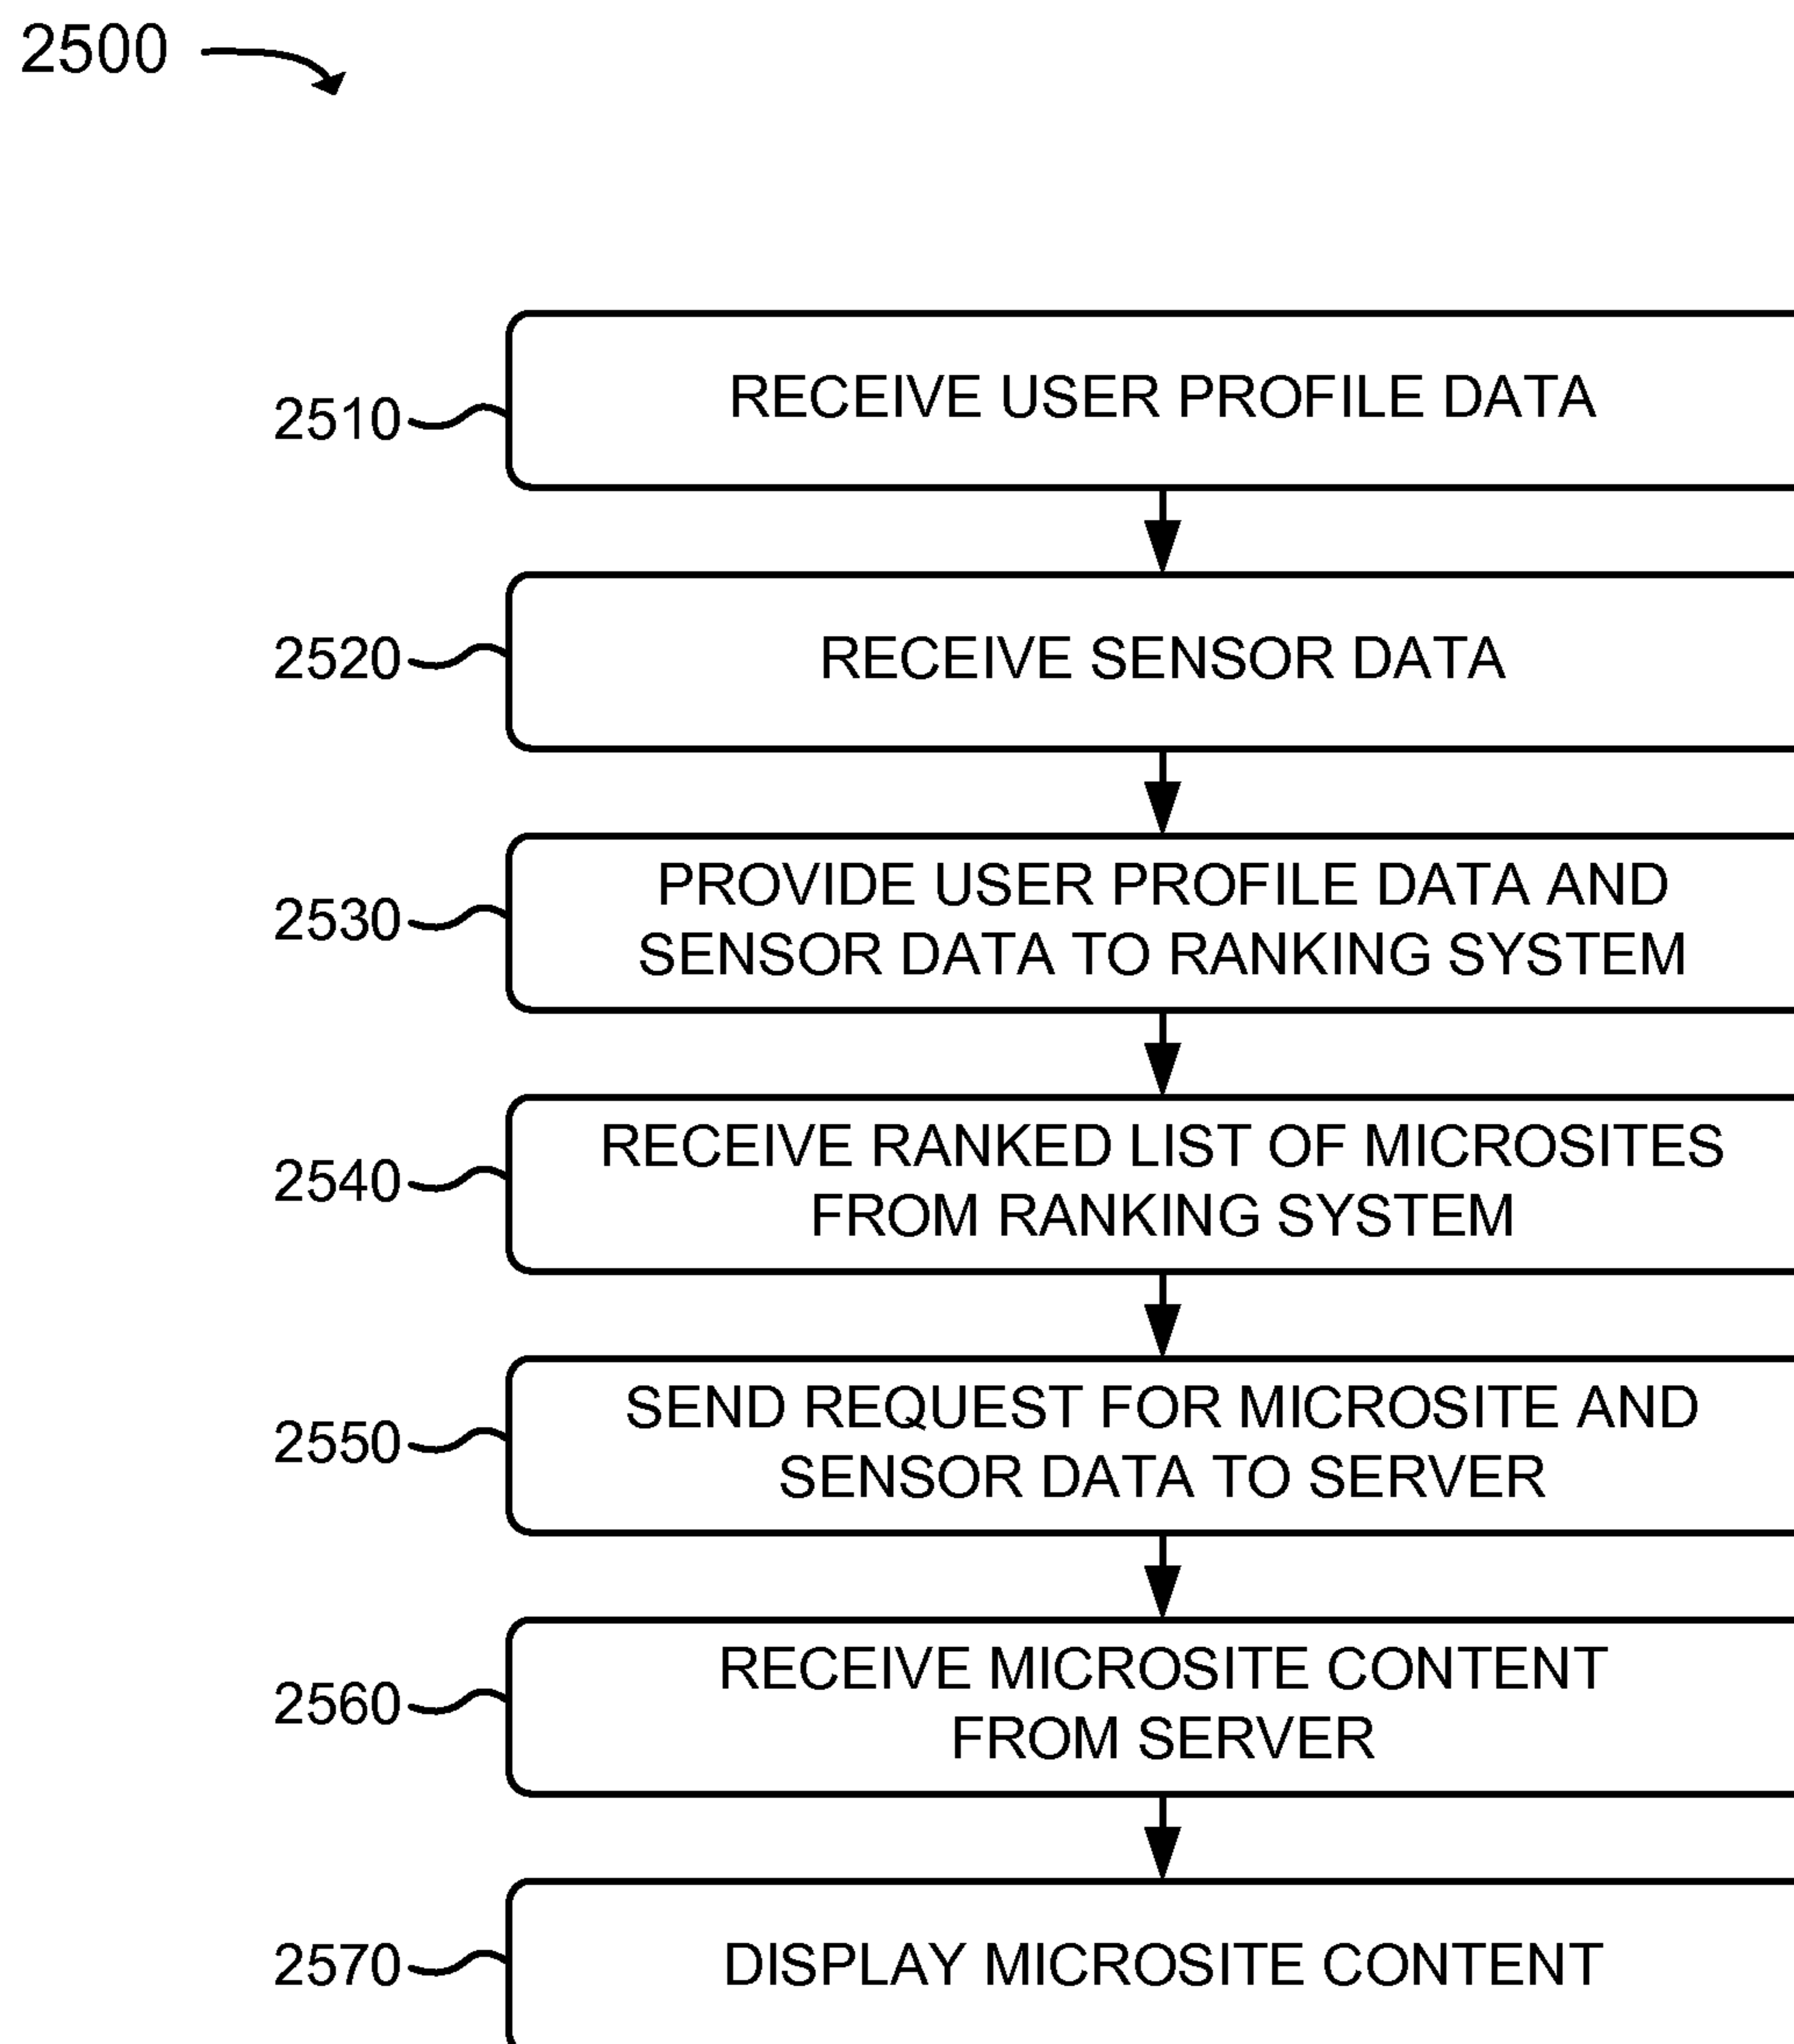 2500
RECEIVE USER PROFILE DATA
2510
RECEIVE SENSOR DATA
2520
PROVIDE USER PROFILE DATA AND
SENSOR DATA TO RANKING SYSTEM
2530
RECEIVE RANKED LIST OF MICROSITES
FROM RANKING SYSTEM
2540
SEND REQUEST FOR MICROSITE AND
SENSOR DATA TO SERVER
2550
RECEIVE MICROSITE CONTENT
FROM SERVER
2560
DISPLAY MICROSITE CONTENT
2570